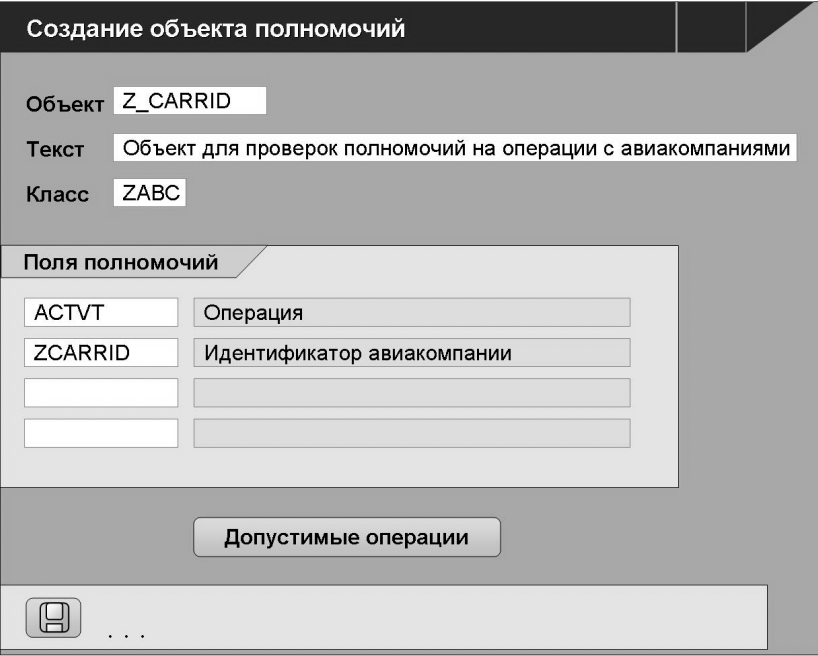 Создание объекта полномочий
Объект Z_CARRID
Текст Объект для проверок полномочий на операции с авиакомпаниями
Класс ZABC
Поля полномочий
ACTVT Операция
ZCARRID Идентификатор авиакомпании
Допустимые операции
. . .